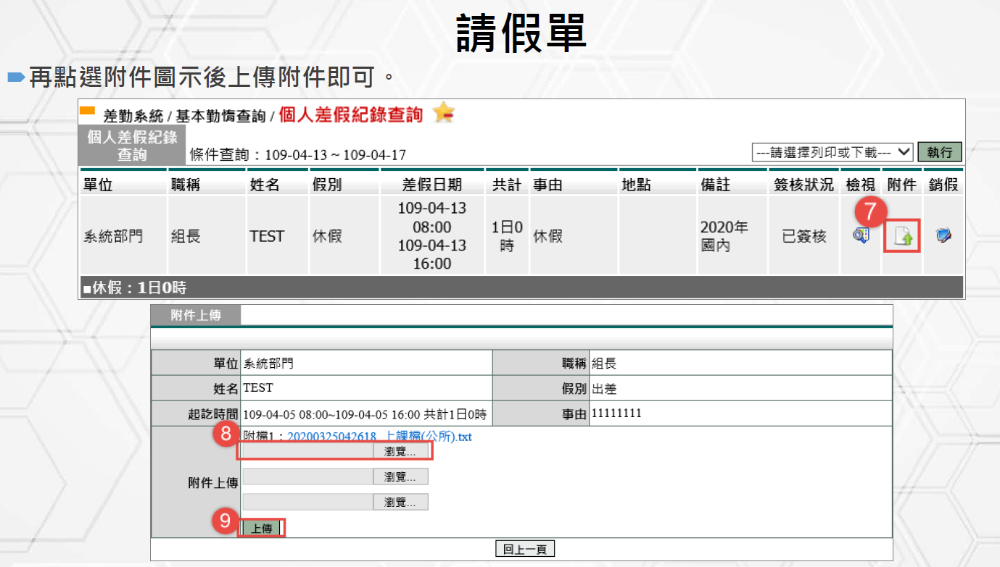 請假單
再點選附件圖示後上傳附件即可。
差勤系統 / 基本勤惰查詢 / 個人差假紀錄查詢
個人差假紀錄
查詢
條件查詢：109-04-13 ~ 109-04-17
---請選擇列印或下載---
執行
單位 職稱 姓名 假別 差假日期 共計 事由 地點 備註 簽核狀況 檢視 附件 銷假
7
系統部門 組長 TEST 休假 109-04-13
08:00
109-04-13
16:00
1日0
時
休假
2020年
國內
已簽核
■休假：1日0時
附件上傳
單位 系統部門 職稱 組長
姓名 TEST 假別 出差
起訖時間 109-04-05 08:00~109-04-05 16:00 共計1日0時 事由 11111111
8
附檔1：20200325042618_上課檔(公所).txt
瀏覽...
附件上傳
瀏覽...
瀏覽...
9
上傳
回上一頁